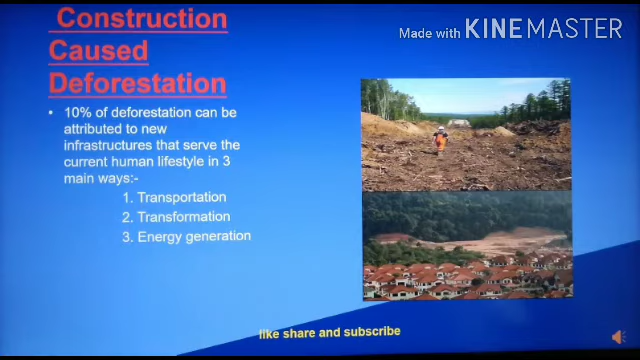 Construction
Caused
Deforestation
Made with KINEMASTER
• 10% of deforestation can be
attributed to new
infrastructures that serve the
current human lifestyle in 3
main ways:-
1. Transportation
2. Transformation
3. Energy generation
like share and subscribe